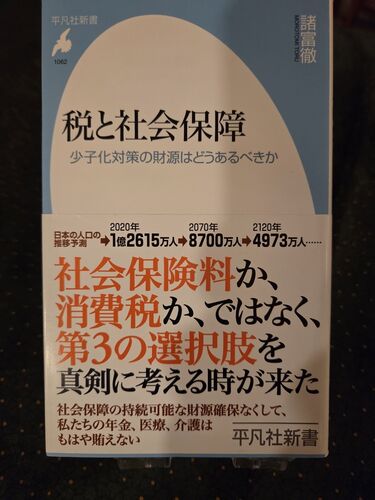 平凡社新書
1062
諸富徹
MOROTOMI TORU
税と社会保障
少子化対策の財源はどうあるべきか
日本の人口の
推移予測
2020年 2070年 2120年
➔1億2615万人➔8700万人➔4973万人……
社会保険料か、
消費税か、ではなく、
第3の選択肢を
真剣に考える時が来た
社会保障の持続可能な財源確保なくして、
私たちの年金、医療、介護は
もはや賄えない
平凡社新書